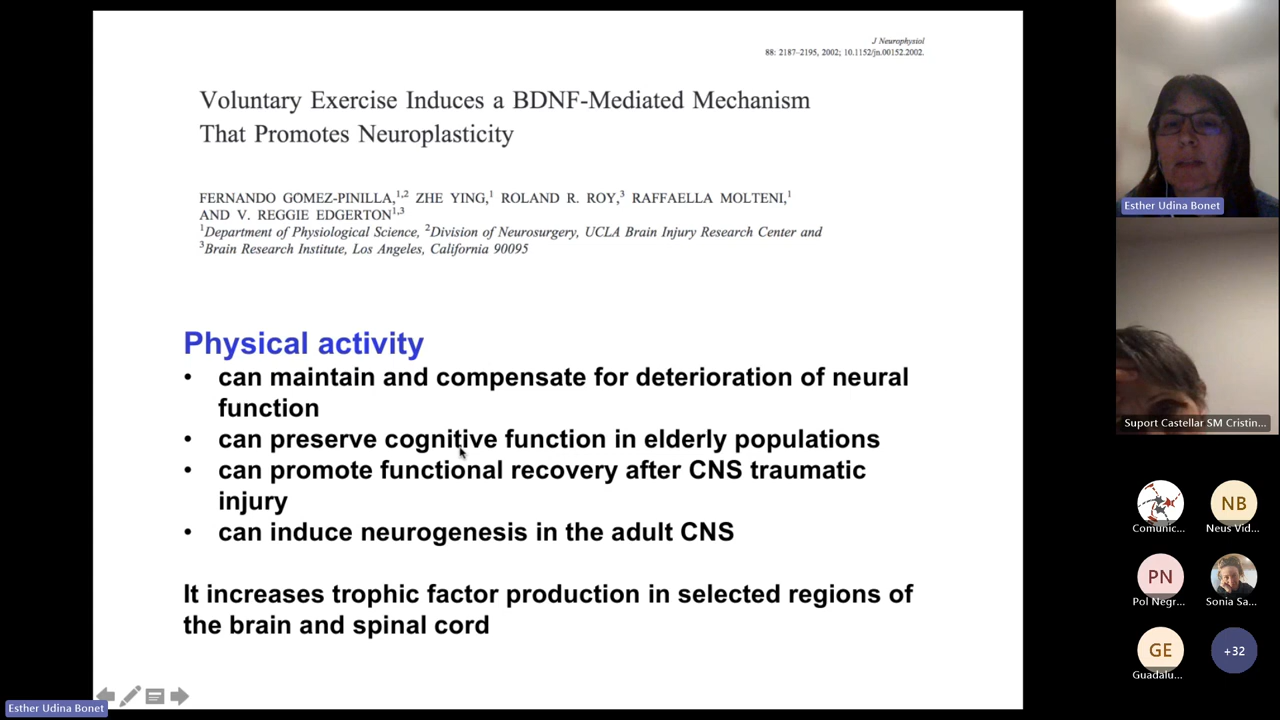 J Neurophysiol
88: 2187–2195, 2002; 10.1152/jn.00152.2002.
Voluntary Exercise Induces a BDNF-Mediated Mechanism
That Promotes Neuroplasticity
FERNANDO GÓMEZ-PINILLA,1,2 ZHE YING,1 ROLAND R. ROY,3 RAFFAELLA MOLTENI,1
AND V. REGGIE EDGERTON1,3
1Department of Physiological Science, 2Division of Neurosurgery, UCLA Brain Injury Research Center and
3Brain Research Institute, Los Angeles, California 90095
Physical activity
• can maintain and compensate for deterioration of neural
function
• can preserve cognitive function in elderly populations
• can promote functional recovery after CNS traumatic
injury
• can induce neurogenesis in the adult CNS
It increases trophic factor production in selected regions of
the brain and spinal cord
Esther Udina Bonet
Esther Udina Bonet
Suport Castellar SM Cristin...
Comunic...
NB
Neus Vid...
PN
Pol Negr...
Sonia Sa...
GE
Guadalu...
+32